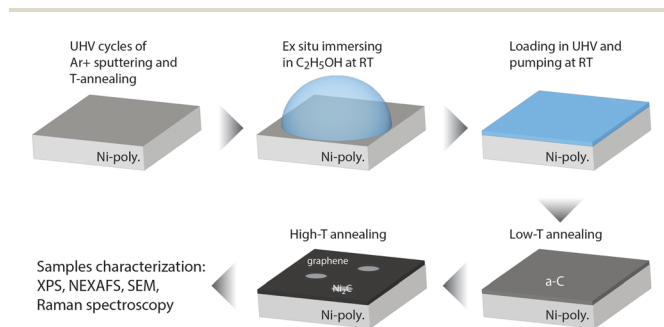 UHV cycles of
Ar+ sputtering and
T-annealing
Ni-poly.
Ex situ immersing
in C₂H₅OH at RT
Ni-poly.
Loading in UHV and
pumping at RT
Ni-poly.
Low-T annealing
a-C
Ni-poly.
High-T annealing
graphene
Ni₂C
Ni-poly.
Samples characterization:
XPS, NEXAFS, SEM,
Raman spectroscopy